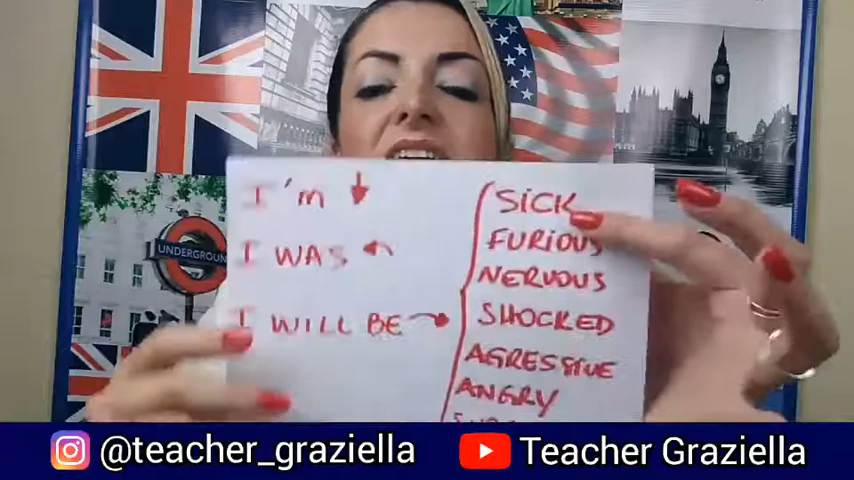 UNDERGROUND
I'm ↓
I WAS ←
I WILL BE →
SICK
FURIOUS
NERVOUS
SHOCKED
AGRESSIVE
ANGRY
@teacher_graziella
Teacher Graziella